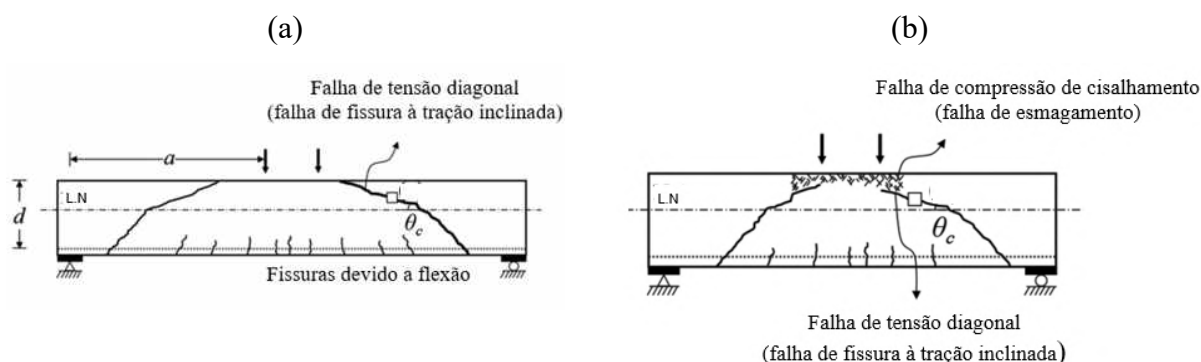 (a)
Falha de tensão diagonal
(falha de fissura à tração inclinada)
a
L.N
d
θc
Fissuras devido a flexão
(b)
Falha de compressão de cisalhamento
(falha de esmagamento)
L.N
θc
Falha de tensão diagonal
(falha de fissura à tração inclinada)